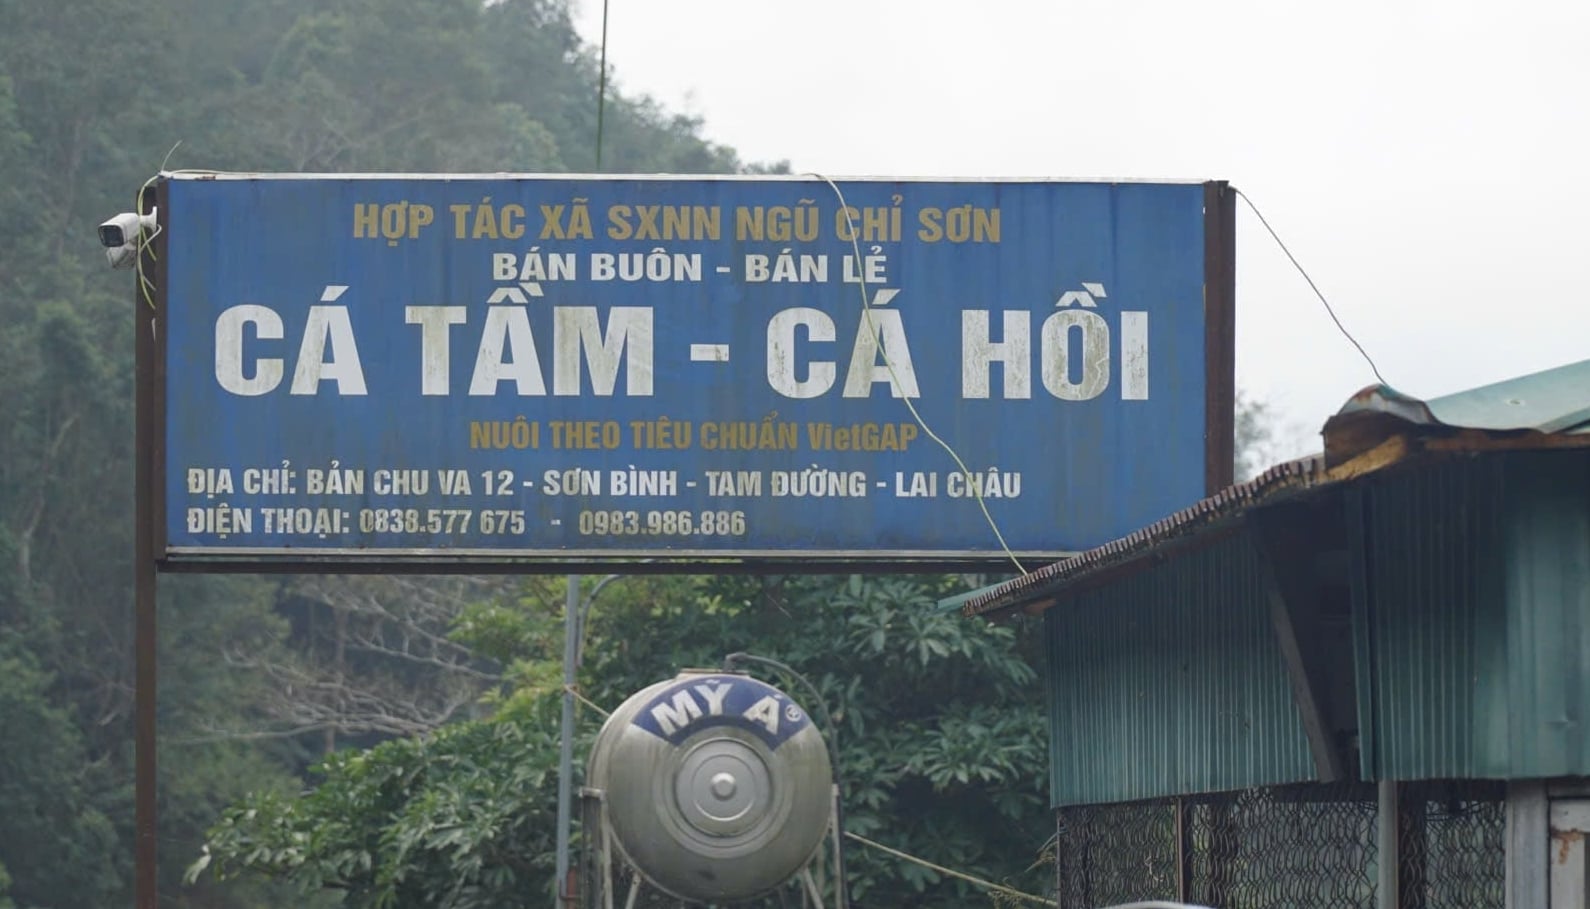 HỢP TÁC XÃ SXNN NGŨ CHỈ SƠN
BÁN BUÔN - BÁN LẺ
CÁ TẦM - CÁ HỒI
NUÔI THEO TIÊU CHUẨN VietGAP
ĐỊA CHỈ: BẢN CHU VA 12 - SƠN BÌNH - TAM ĐƯỜNG - LAI CHÂU
ĐIỆN THOẠI: 0838.577 675 - 0983.986.886
MỸ Á®